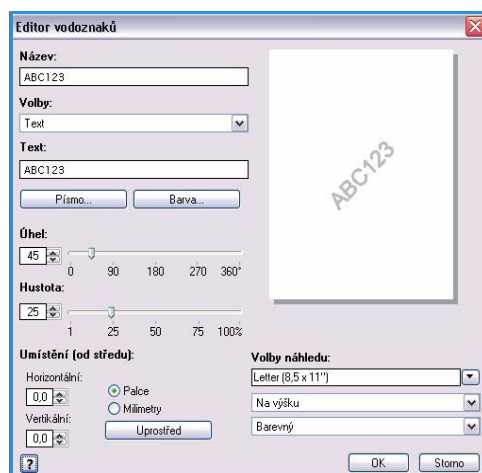 Editor vodoznaků
Název:
ABC123
Volby:
Text
Text:
ABC123
Písmo... Barva...
Úhel:
45
0 90 180 270 360°
Hustota:
25
1 25 50 75 100%
Umístění (od středu):
Horizontální:
0,0
Palce
Milimetry
Vertikální:
0,0
Uprostřed
ABC123
Volby náhledu:
Letter (8,5 x 11")
Na výšku
Barevný
?
OK Storno